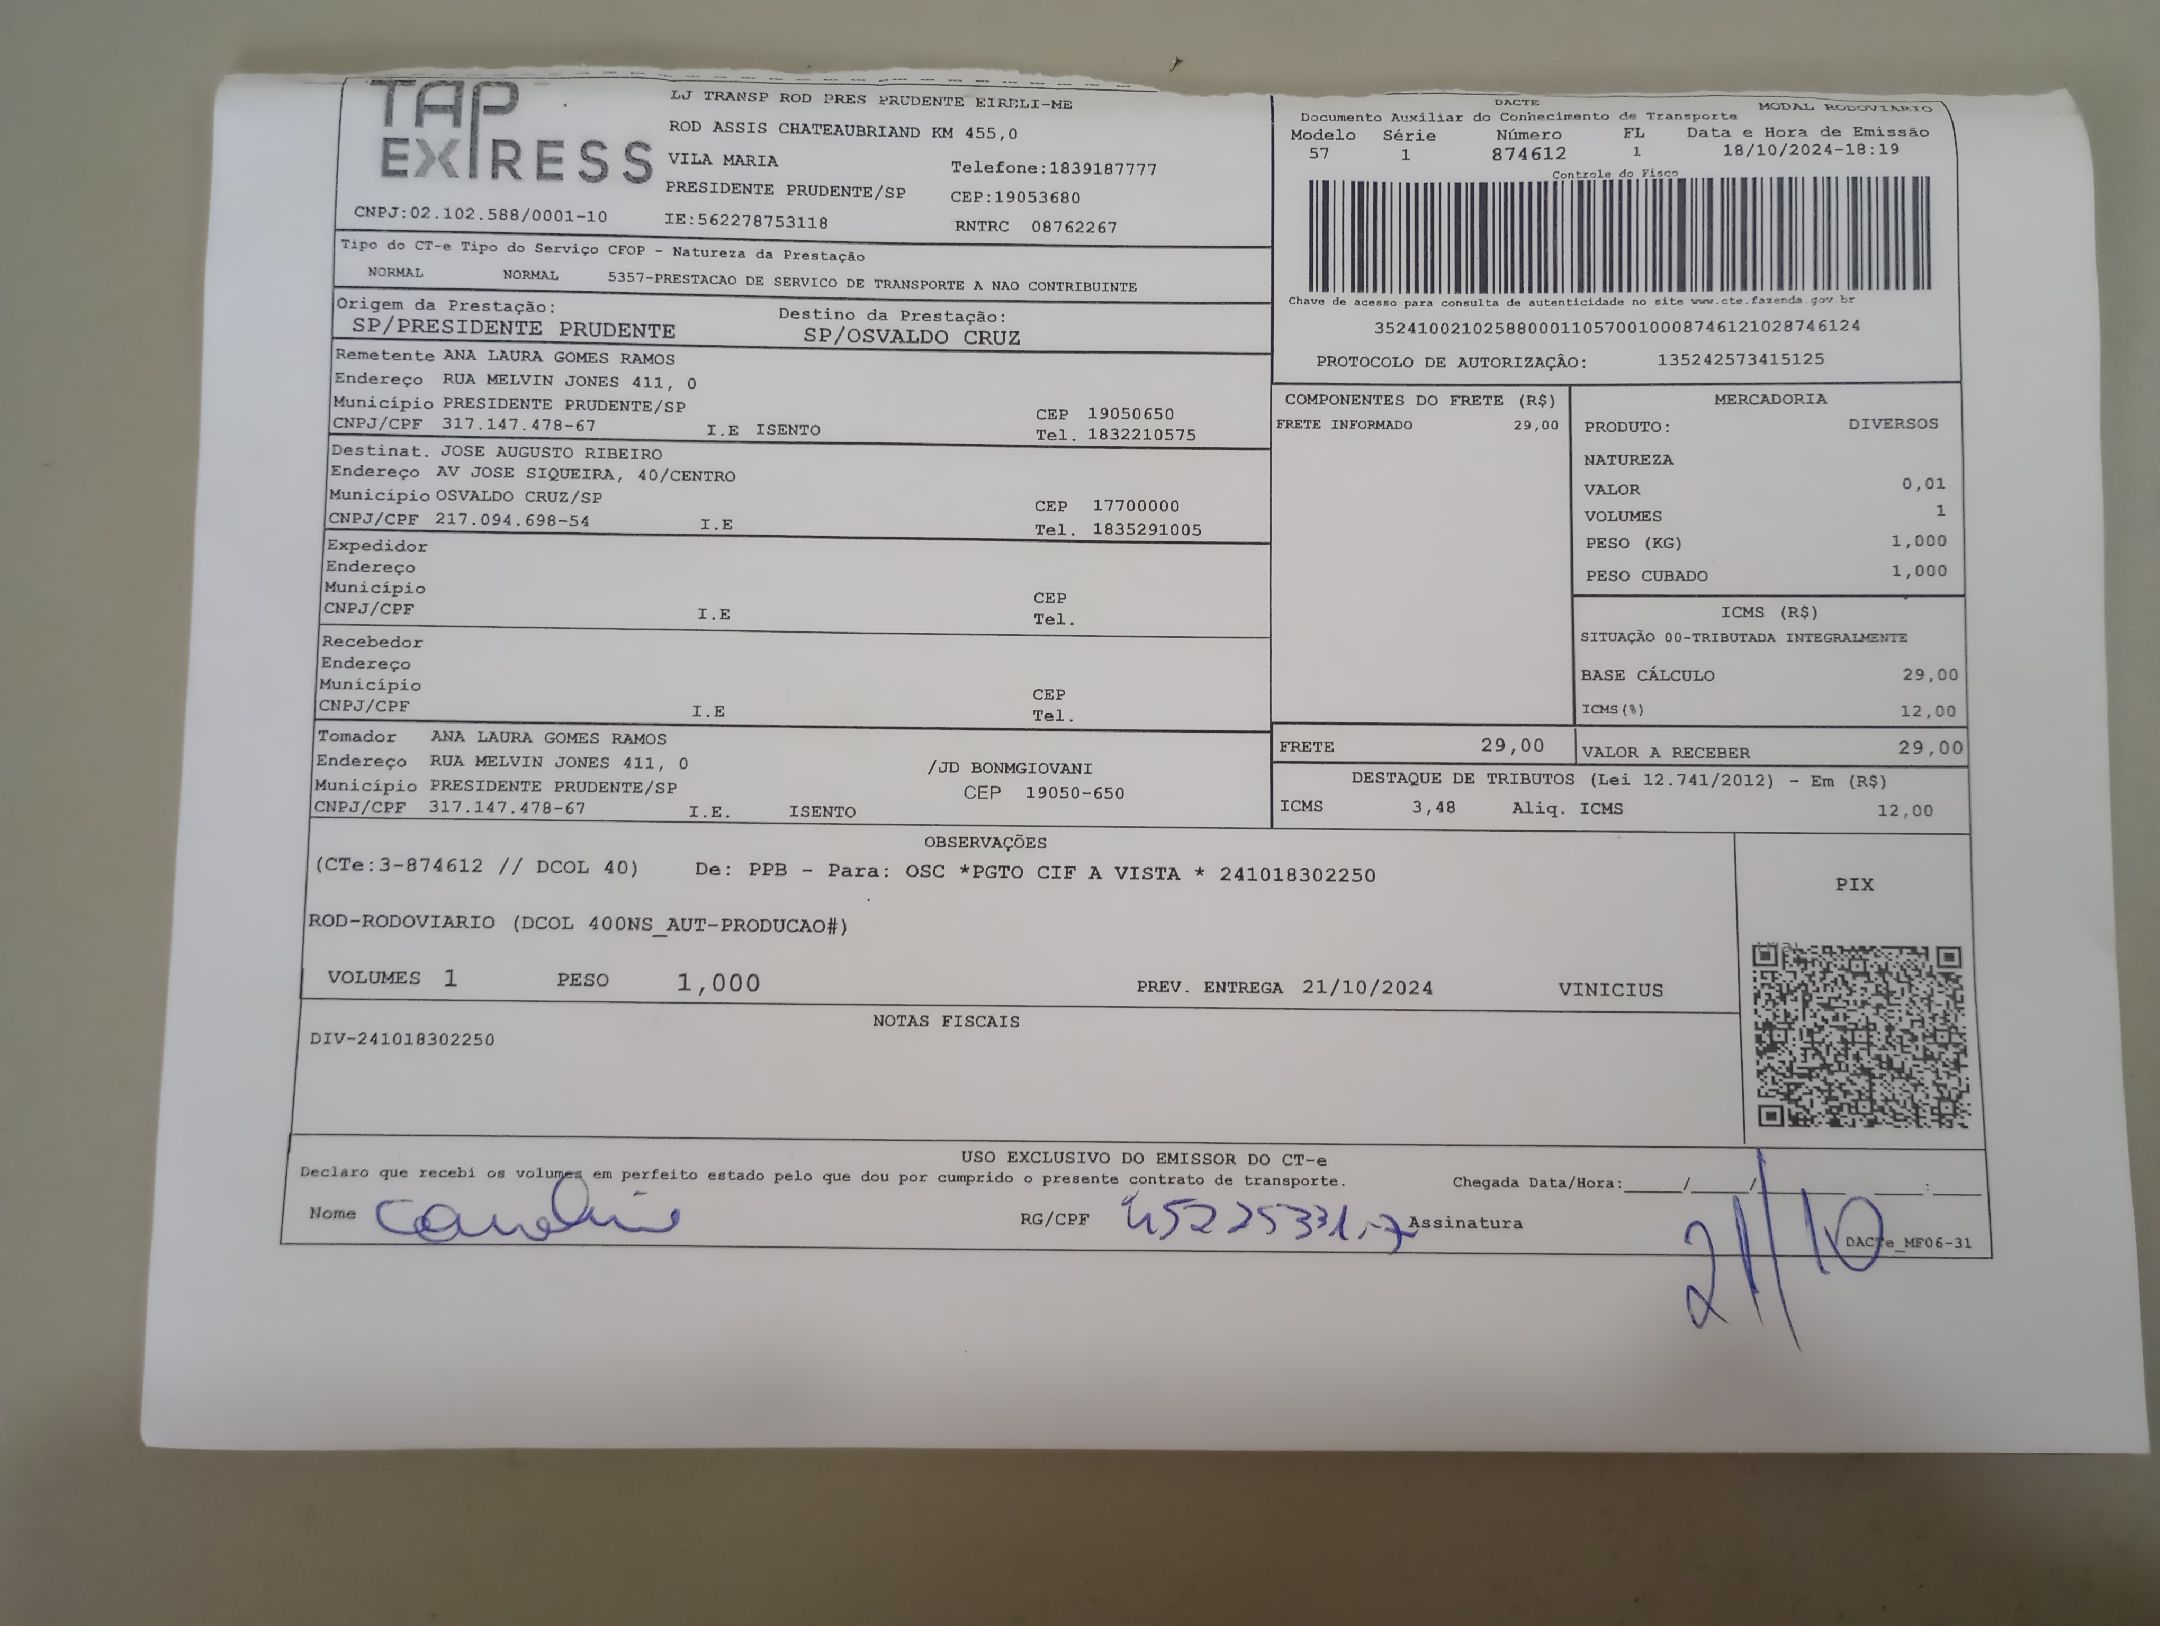 TAP
EXPRESS
LJ TRANSP ROD PRES PRUDENTE EIRELI-ME
ROD ASSIS CHATEAUBRIAND KM 455,0
VILA MARIA Telefone:1839187777
PRESIDENTE PRUDENTE/SP CEP:19053680
CNPJ:02.102.588/0001-10 IE:562278753118 RNTRC 08762267
DACTE MODAL RODOVIARIO
Documento Auxiliar do Conhecimento de Transporte
Modelo Série Número FL Data e Hora de Emissão
57 1 874612 1 18/10/2024-18:19
Controle do Fisco
Chave de acesso para consulta de autenticidade no site www.cte.fazenda.gov.br
35241002102588000110570010008746121028746124
PROTOCOLO DE AUTORIZAÇÂO: 135242573415125
Tipo do CT-e Tipo do Serviço CFOP - Natureza da Prestação
NORMAL NORMAL 5357-PRESTACAO DE SERVICO DE TRANSPORTE A NAO CONTRIBUINTE
Origem da Prestação: Destino da Prestação:
SP/PRESIDENTE PRUDENTE SP/OSVALDO CRUZ
Remetente ANA LAURA GOMES RAMOS
Endereço RUA MELVIN JONES 411, 0
Município PRESIDENTE PRUDENTE/SP CEP 19050650
CNPJ/CPF 317.147.478-67 I.E ISENTO Tel. 1832210575
Destinat. JOSE AUGUSTO RIBEIRO
Endereço AV JOSE SIQUEIRA, 40/CENTRO
Município OSVALDO CRUZ/SP CEP 17700000
CNPJ/CPF 217.094.698-54 I.E Tel. 1835291005
Expedidor
Endereço
Município CEP
CNPJ/CPF I.E Tel.
Recebedor
Endereço
Município CEP
CNPJ/CPF I.E Tel.
Tomador ANA LAURA GOMES RAMOS
Endereço RUA MELVIN JONES 411, 0 /JD BONMGIOVANI
Município PRESIDENTE PRUDENTE/SP CEP 19050-650
CNPJ/CPF 317.147.478-67 I.E. ISENTO
COMPONENTES DO FRETE (R$)
FRETE INFORMADO 29,00
MERCADORIA
PRODUTO: DIVERSOS
NATUREZA
VALOR 0,01
VOLUMES 1
PESO (KG) 1,000
PESO CUBADO 1,000
ICMS (R$)
SITUAÇÃO 00-TRIBUTADA INTEGRALMENTE
BASE CÁLCULO 29,00
ICMS(%) 12,00
FRETE 29,00 VALOR A RECEBER 29,00
DESTAQUE DE TRIBUTOS (Lei 12.741/2012) - Em (R$)
ICMS 3,48 Aliq. ICMS 12,00
OBSERVAÇÕES
(CTe:3-874612 // DCOL 40) De: PPB - Para: OSC *PGTO CIF A VISTA * 241018302250
ROD-RODOVIARIO (DCOL 400NS_AUT-PRODUCAO#)
VOLUMES 1 PESO 1,000 PREV. ENTREGA 21/10/2024 VINICIUS
PIX
NOTAS FISCAIS
DIV-241018302250
USO EXCLUSIVO DO EMISSOR DO CT-e
Declaro que recebi os volumes em perfeito estado pelo que dou por cumprido o presente contrato de transporte. Chegada Data/Hora:_____/_____/_______ ____:____
Nome RG/CPF Assinatura
21/10
DACTe_MF06-31